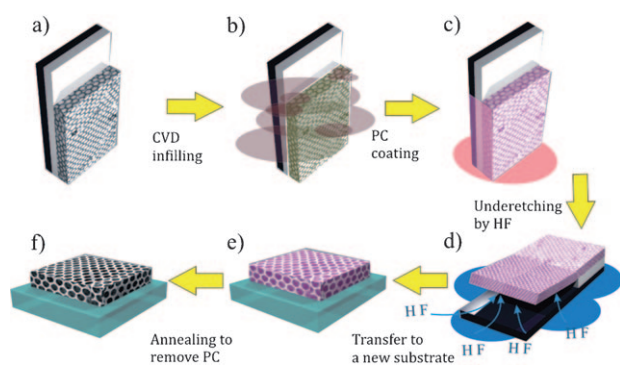 a)
b)
c)
CVD
infilling
PC
coating
Underetching
by HF
f)
e)
d)
HF
HF
HF
HF
Annealing to
remove PC
Transfer to
a new substrate